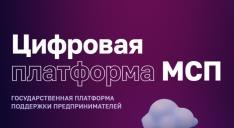 Цифровая
платформа МСП
ГОСУДАРСТВЕННАЯ ПЛАТФОРМА
ПОДДЕРЖКИ ПРЕДПРИНИМАТЕЛЕЙ